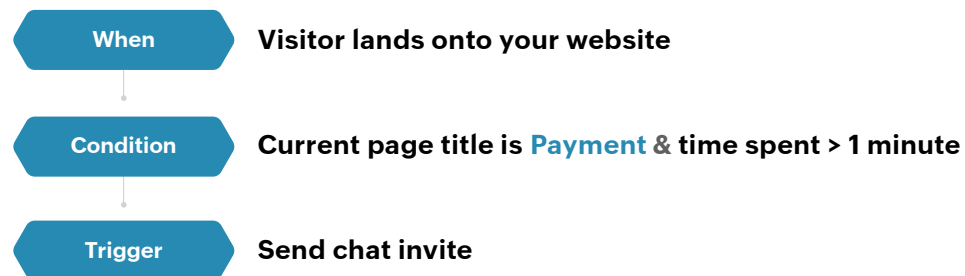 When Visitor lands onto your website
Condition Current page title is Payment & time spent > 1 minute
Trigger Send chat invite